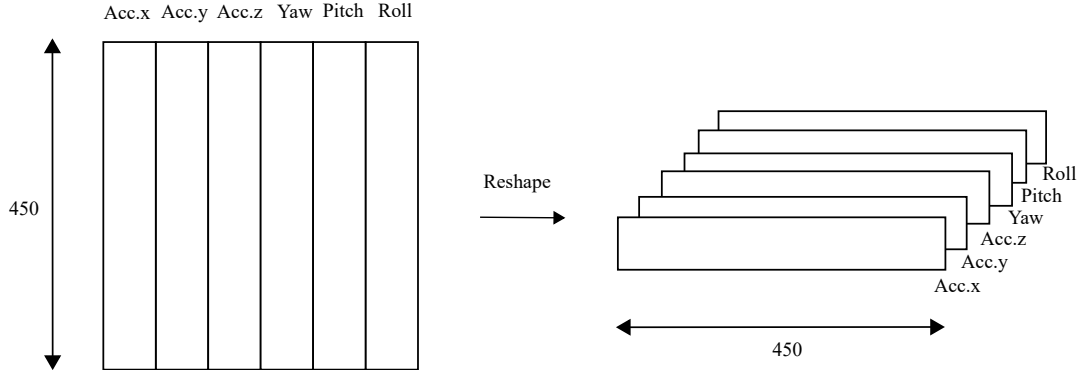 Acc.x Acc.y Acc.z Yaw Pitch Roll
450
Reshape
Roll
Pitch
Yaw
Acc.z
Acc.y
Acc.x
450